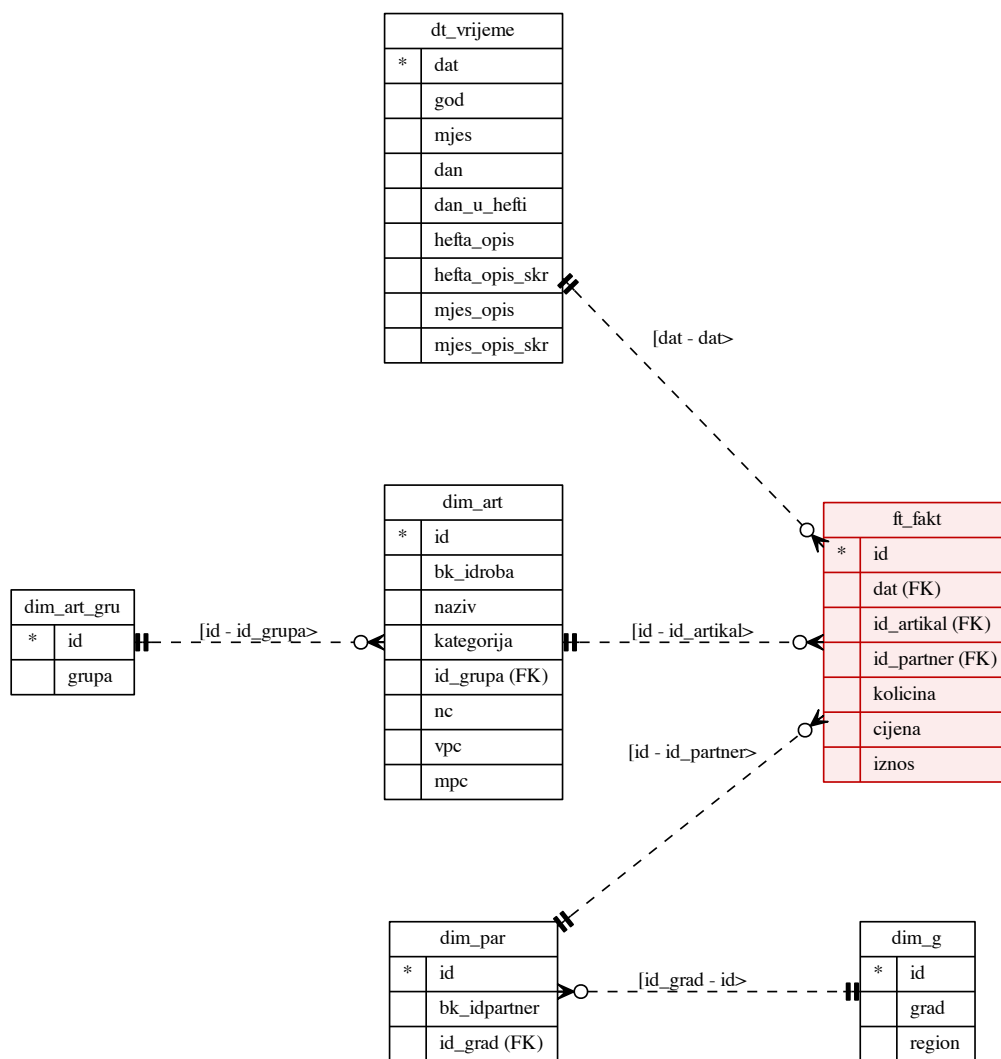 dt_vrijeme
* dat
god
mjes
dan
dan_u_hefti
hefta_opis
hefta_opis_skr
mjes_opis
mjes_opis_skr
[dat - dat>
dim_art
* id
bk_idroba
naziv
kategorija
id_grupa (FK)
nc
vpc
mpc
ft_fakt
* id
dat (FK)
id_artikal (FK)
id_partner (FK)
kolicina
cijena
iznos
dim_art_gru
* id
grupa
[id - id_grupa>
[id - id_artikal>
[id - id_partner>
dim_par
* id
bk_idpartner
id_grad (FK)
[id_grad - id>
dim_g
* id
grad
region